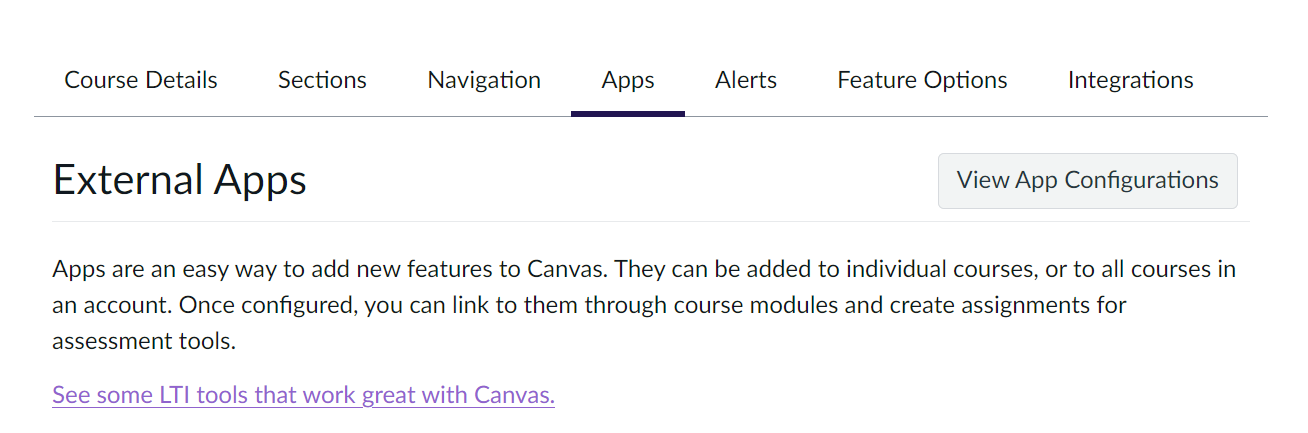 Course Details Sections Navigation Apps Alerts Feature Options Integrations
External Apps
View App Configurations
Apps are an easy way to add new features to Canvas. They can be added to individual courses, or to all courses in
an account. Once configured, you can link to them through course modules and create assignments for
assessment tools.
See some LTI tools that work great with Canvas.